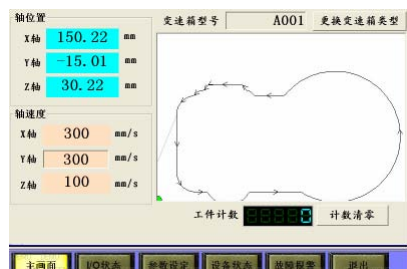 轴位置
X轴 150.22 mm
Y轴 -15.01 mm
Z轴 30.22 mm
轴速度
X轴 300 mm/s
Y轴 300 mm/s
Z轴 100 mm/s
变速箱型号 A001 更换变速箱类型
工件计数 0 计数清零
主画面 I/O状态 参数设定 设备状态 故障报警 退出